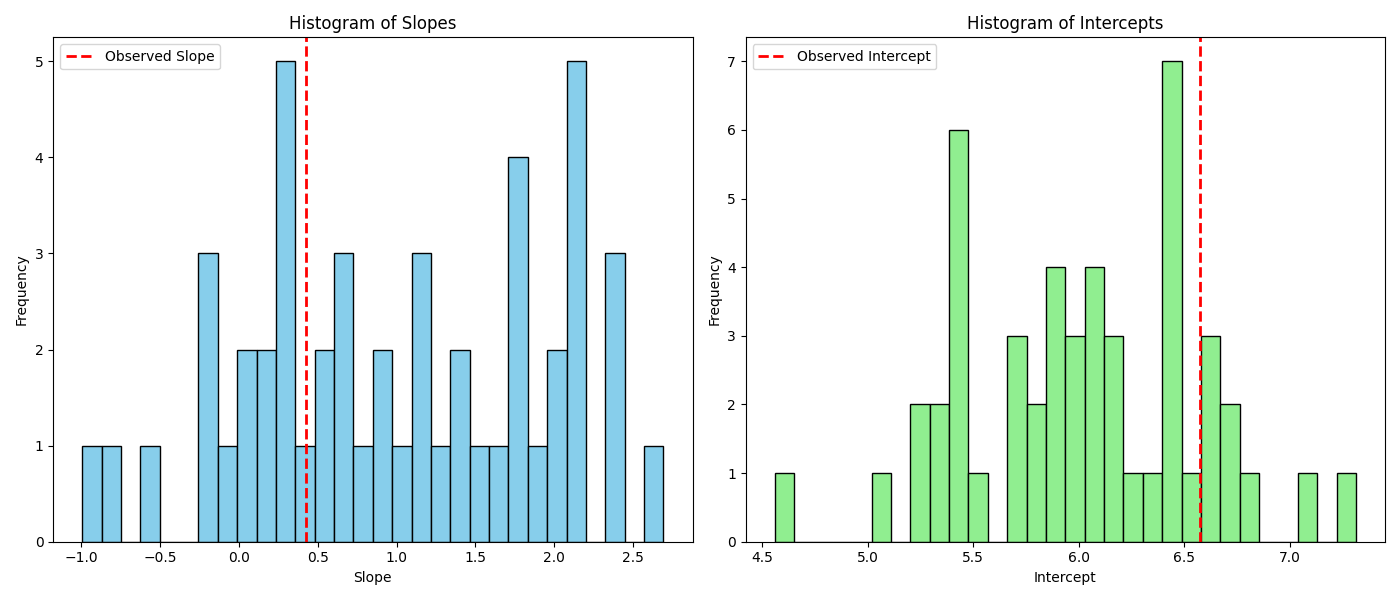 Histogram of Slopes
Observed Slope
5
4
3
2
1
0
Frequency
−1.0 −0.5 0.0 0.5 1.0 1.5 2.0 2.5
Slope
Histogram of Intercepts
Observed Intercept
7
6
5
4
3
2
1
0
Frequency
4.5 5.0 5.5 6.0 6.5 7.0
Intercept